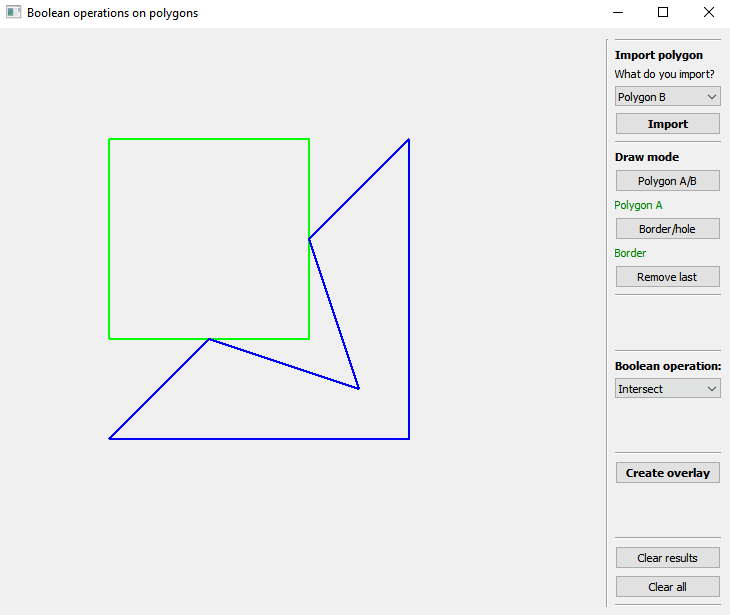 Boolean operations on polygons
Import polygon
What do you import?
Polygon B
Import
Draw mode
Polygon A/B
Polygon A
Border/hole
Border
Remove last
Boolean operation:
Intersect
Create overlay
Clear results
Clear all